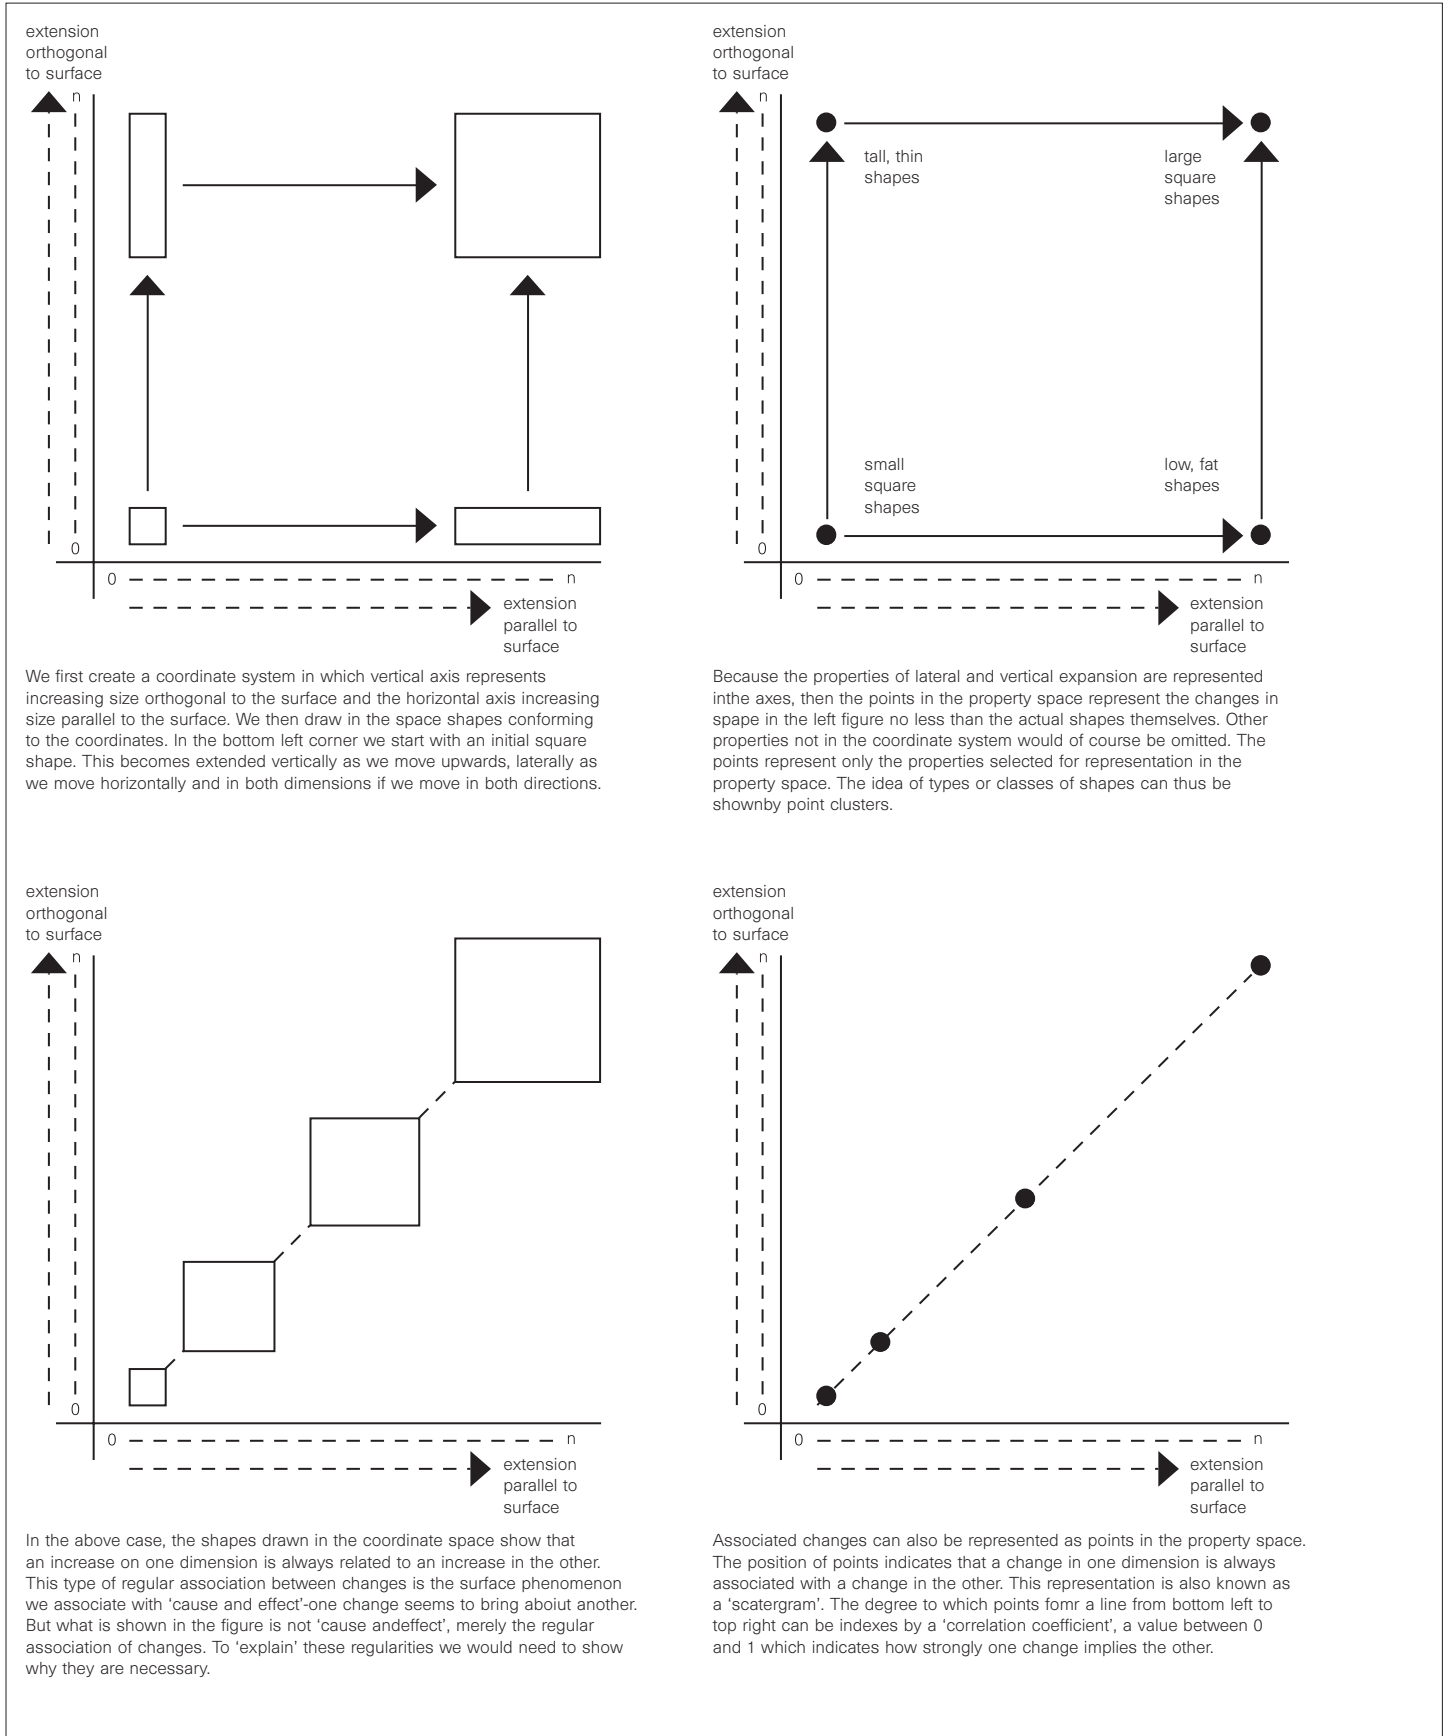 extension
orthogonal
to surface
n
0
0
n
extension
parallel to
surface
We first create a coordinate system in which vertical axis represents
increasing size orthogonal to the surface and the horizontal axis increasing
size parallel to the surface. We then draw in the space shapes conforming
to the coordinates. In the bottom left corner we start with an initial square
shape. This becomes extended vertically as we move upwards, laterally as
we move horizontally and in both dimensions if we move in both directions.
extension
orthogonal
to surface
n
tall, thin
shapes
large
square
shapes
small
square
shapes
low, fat
shapes
0
0
n
extension
parallel to
surface
Because the properties of lateral and vertical expansion are represented
inthe axes, then the points in the property space represent the changes in
spape in the left figure no less than the actual shapes themselves. Other
properties not in the coordinate system would of course be omitted. The
points represent only the properties selected for representation in the
property space. The idea of types or classes of shapes can thus be
shownby point clusters.
extension
orthogonal
to surface
n
0
0
n
extension
parallel to
surface
In the above case, the shapes drawn in the coordinate space show that
an increase on one dimension is always related to an increase in the other.
This type of regular association between changes is the surface phenomenon
we associate with ‘cause and effect’-one change seems to bring aboiut another.
But what is shown in the figure is not ‘cause andeffect’, merely the regular
association of changes. To ‘explain’ these regularities we would need to show
why they are necessary.
extension
orthogonal
to surface
n
0
0
n
extension
parallel to
surface
Associated changes can also be represented as points in the property space.
The position of points indicates that a change in one dimension is always
associated with a change in the other. This representation is also known as
a ‘scatergram’. The degree to which points fomr a line from bottom left to
top right can be indexes by a ‘correlation coefficient’, a value between 0
and 1 which indicates how strongly one change implies the other.